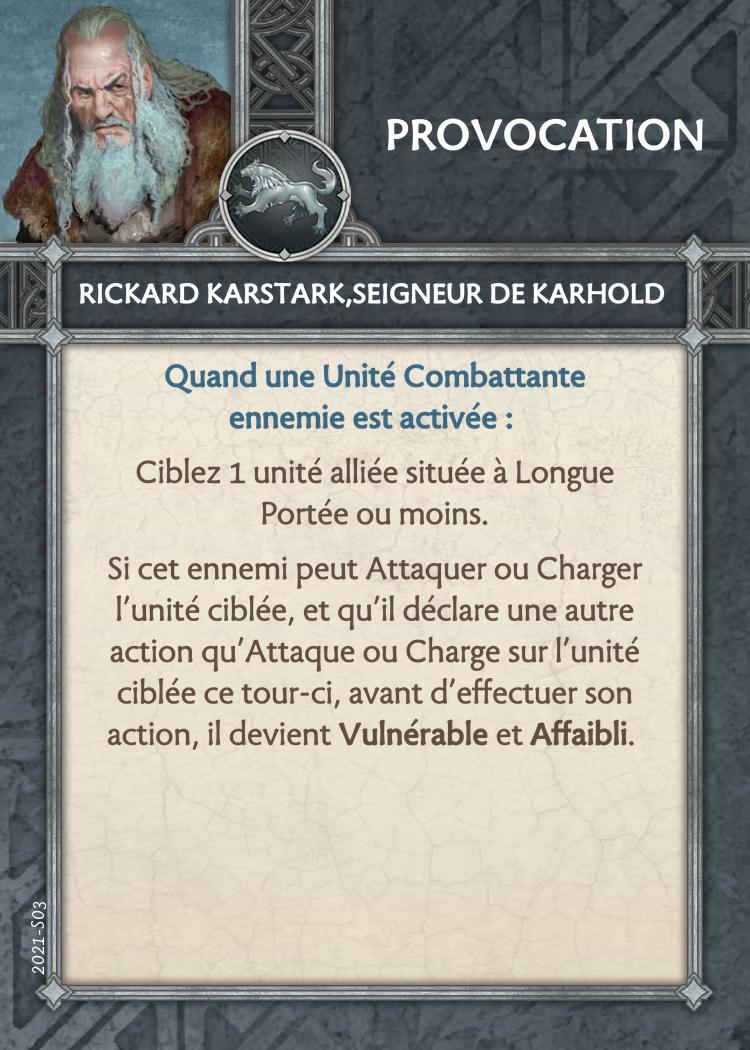 PROVOCATION
RICKARD KARSTARK,SEIGNEUR DE KARHOLD
Quand une Unité Combattante
ennemie est activée :
Ciblez 1 unité alliée située à Longue
Portée ou moins.
Si cet ennemi peut Attaquer ou Charger
l'unité ciblée, et qu'il déclare une autre
action qu'Attaque ou Charge sur l'unité
ciblée ce tour-ci, avant d'effectuer son
action, il devient Vulnérable et Affaibli.
2021-S03